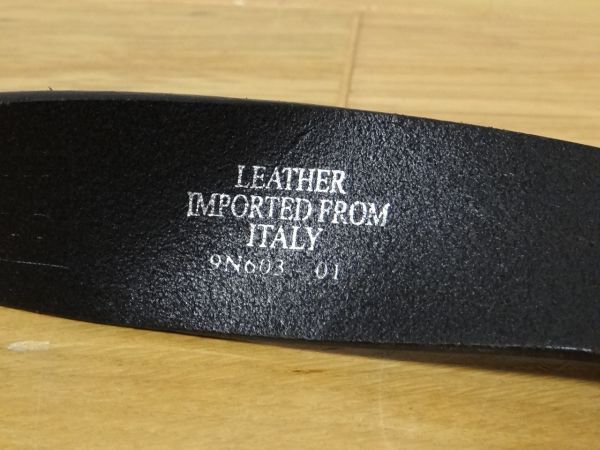 LEATHER
IMPORTED FROM
ITALY
9N603 01